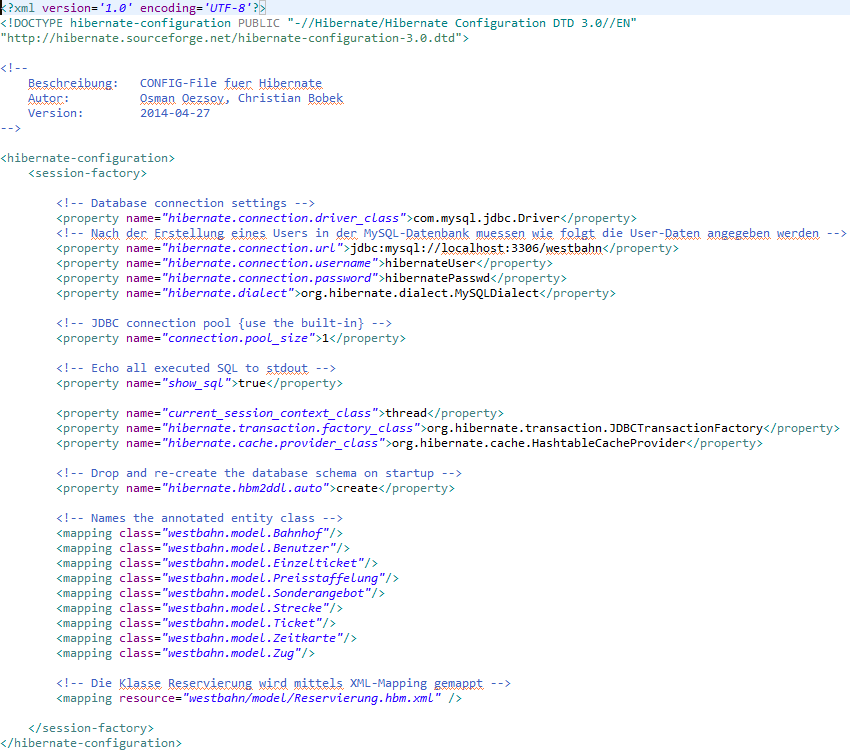 <?xml version='1.0' encoding='UTF-8'?>
<!DOCTYPE hibernate-configuration PUBLIC "-//Hibernate/Hibernate Configuration DTD 3.0//EN"
"http://hibernate.sourceforge.net/hibernate-configuration-3.0.dtd">
<!--
Beschreibung: CONFIG-File fuer Hibernate
Autor: Osman Oezsoy, Christian Bobek
Version: 2014-04-27
-->
<hibernate-configuration>
<session-factory>
<!-- Database connection settings -->
<property name="hibernate.connection.driver_class">com.mysql.jdbc.Driver</property>
<!-- Nach der Erstellung eines Users in der MySQL-Datenbank muessen wie folgt die User-Daten angegeben werden -->
<property name="hibernate.connection.url">jdbc:mysql://localhost:3306/westbahn</property>
<property name="hibernate.connection.username">hibernateUser</property>
<property name="hibernate.connection.password">hibernatePasswd</property>
<property name="hibernate.dialect">org.hibernate.dialect.MySQLDialect</property>
<!-- JDBC connection pool {use the built-in} -->
<property name="connection.pool_size">1</property>
<!-- Echo all executed SQL to stdout -->
<property name="show_sql">true</property>
<property name="current_session_context_class">thread</property>
<property name="hibernate.transaction.factory_class">org.hibernate.transaction.JDBCTransactionFactory</property>
<property name="hibernate.cache.provider_class">org.hibernate.cache.HashtableCacheProvider</property>
<!-- Drop and re-create the database schema on startup -->
<property name="hibernate.hbm2ddl.auto">create</property>
<!-- Names the annotated entity class -->
<mapping class="westbahn.model.Bahnhof"/>
<mapping class="westbahn.model.Benutzer"/>
<mapping class="westbahn.model.Einzelticket"/>
<mapping class="westbahn.model.Preisstaffelung"/>
<mapping class="westbahn.model.Sonderangebot"/>
<mapping class="westbahn.model.Strecke"/>
<mapping class="westbahn.model.Ticket"/>
<mapping class="westbahn.model.Zeitkarte"/>
<mapping class="westbahn.model.Zug"/>
<!-- Die Klasse Reservierung wird mittels XML-Mapping gemappt -->
<mapping resource="westbahn/model/Reservierung.hbm.xml" />
</session-factory>
</hibernate-configuration>